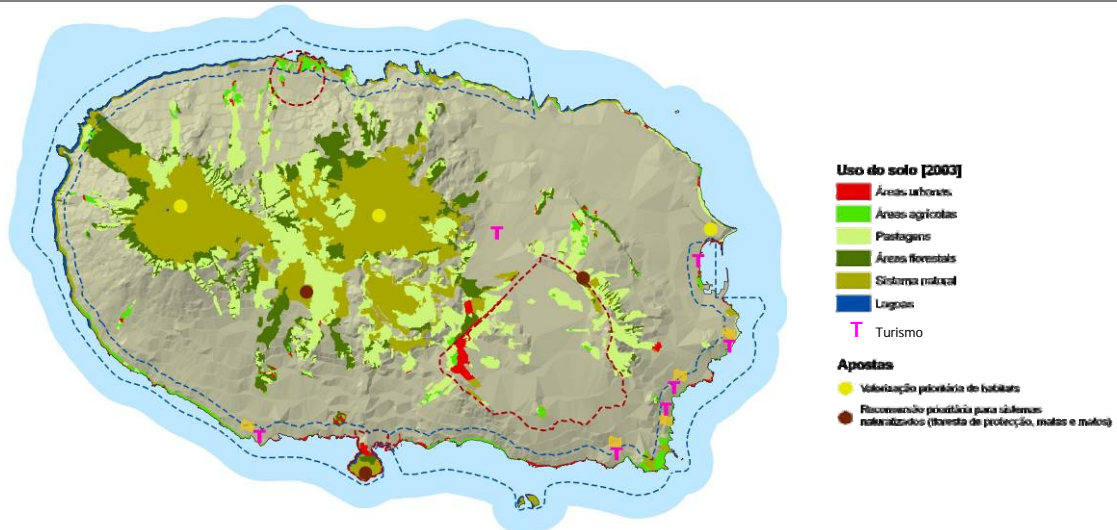 Uso do solo [2003]
Áreas urbanas
Áreas agrícolas
Pastagens
Áreas florestais
Sistema natural
Lagoas
T Turismo
Apostas
Valorização prioritária de habitats
Reconversão prioritária para sistemas
naturalizados (floresta de protecção, matas e matos)
T
T
T
T
T
T
T